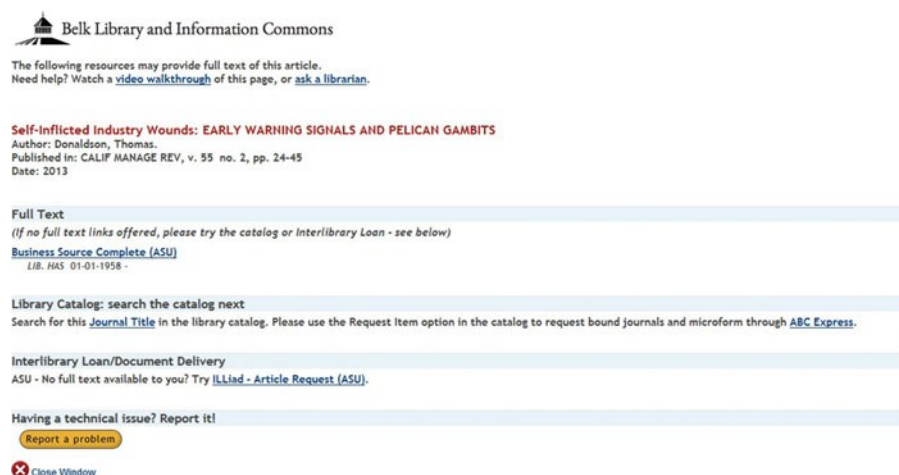 Belk Library and Information Commons
The following resources may provide full text of this article.
Need help? Watch a video walkthrough of this page, or ask a librarian.
Self-Inflicted Industry Wounds: EARLY WARNING SIGNALS AND PELICAN GAMBITS
Author: Donaldson, Thomas.
Published in: CALIF MANAGE REV, v. 55 no. 2, pp. 24-45
Date: 2013
Full Text
(If no full text links offered, please try the catalog or Interlibrary Loan - see below)
Business Source Complete (ASU)
LIB. HAS 01-01-1958 -
Library Catalog: search the catalog next
Search for this Journal Title in the library catalog. Please use the Request Item option in the catalog to request bound journals and microform through ABC Express.
Interlibrary Loan/Document Delivery
ASU - No full text available to you? Try ILLiad - Article Request (ASU).
Having a technical issue? Report it!
Report a problem
Close Window